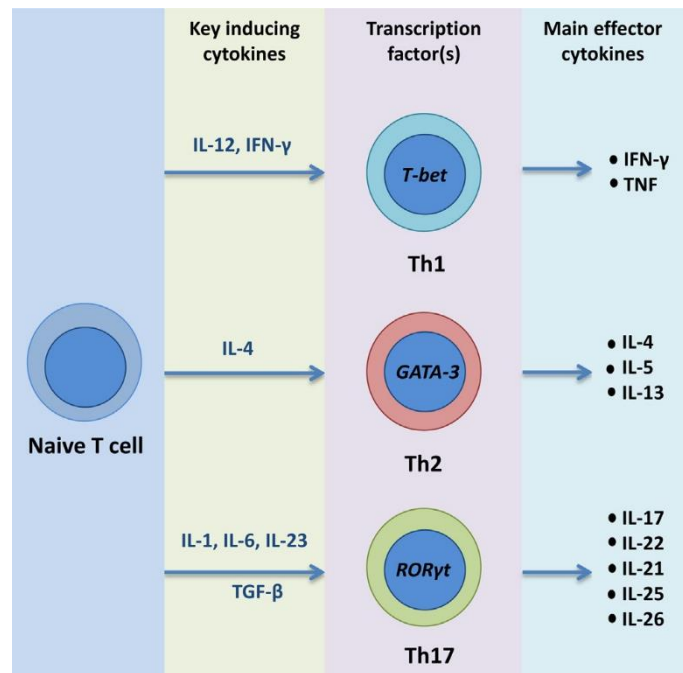 Key inducing
cytokines
Transcription
factor(s)
Main effector
cytokines
IL-12, IFN-γ
T-bet
Th1
• IFN-γ
• TNF
Naive T cell
IL-4
GATA-3
Th2
• IL-4
• IL-5
• IL-13
IL-1, IL-6, IL-23
TGF-β
RORγt
Th17
• IL-17
• IL-22
• IL-21
• IL-25
• IL-26